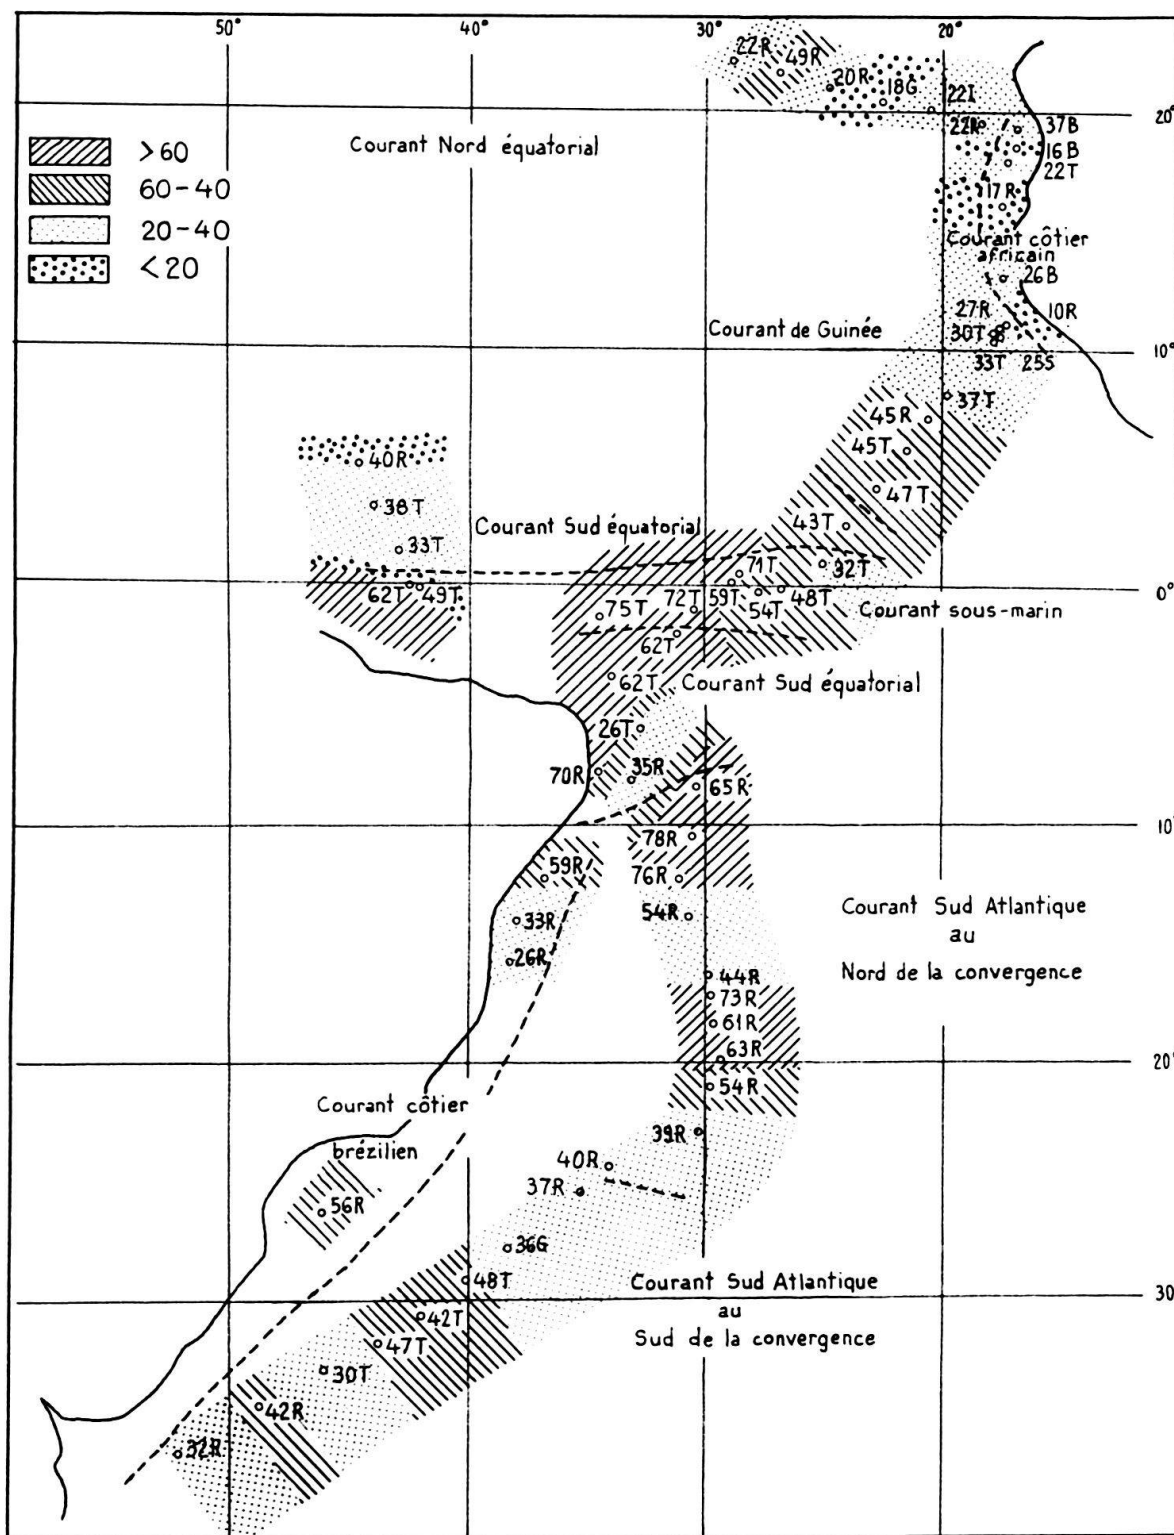 50°
40°
30°
20°
22R
49R
20R
18G
22I
20°
>60
60-40
20-40
<20
Courant Nord équatorial
22R
37B
16B
22T
17R
Courant côtier
africain
26B
27R
10R
Courant de Guinée
30T
33T
25S
10°
37T
45R
45T
47T
40R
38T
33T
Courant Sud équatorial
43T
71T
32T
62T
49T
75T
72T
59T
54T
48T
0°
Courant sous-marin
62T
62T
Courant Sud équatorial
26T
70R
35R
65R
10°
78R
59R
76R
54R
33R
26R
Courant Sud Atlantique
au
Nord de la convergence
44R
73R
61R
63R
20°
54R
Courant côtier
brézilien
39R
40R
37R
56R
36G
48T
Courant Sud Atlantique
au
Sud de la convergence
30°
42T
47T
30T
42R
32R